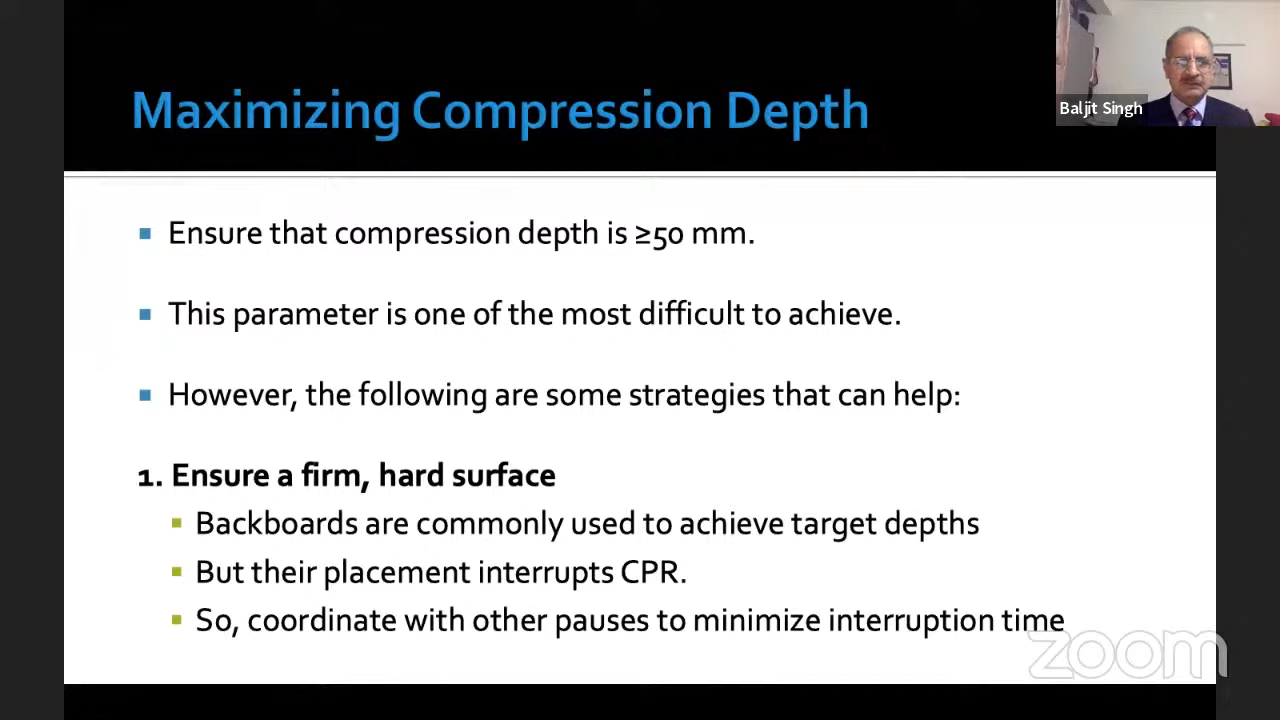 Maximizing Compression Depth
Baljit Singh
Ensure that compression depth is ≥50 mm.
This parameter is one of the most difficult to achieve.
However, the following are some strategies that can help:
1. Ensure a firm, hard surface
Backboards are commonly used to achieve target depths
But their placement interrupts CPR.
So, coordinate with other pauses to minimize interruption time
zoom